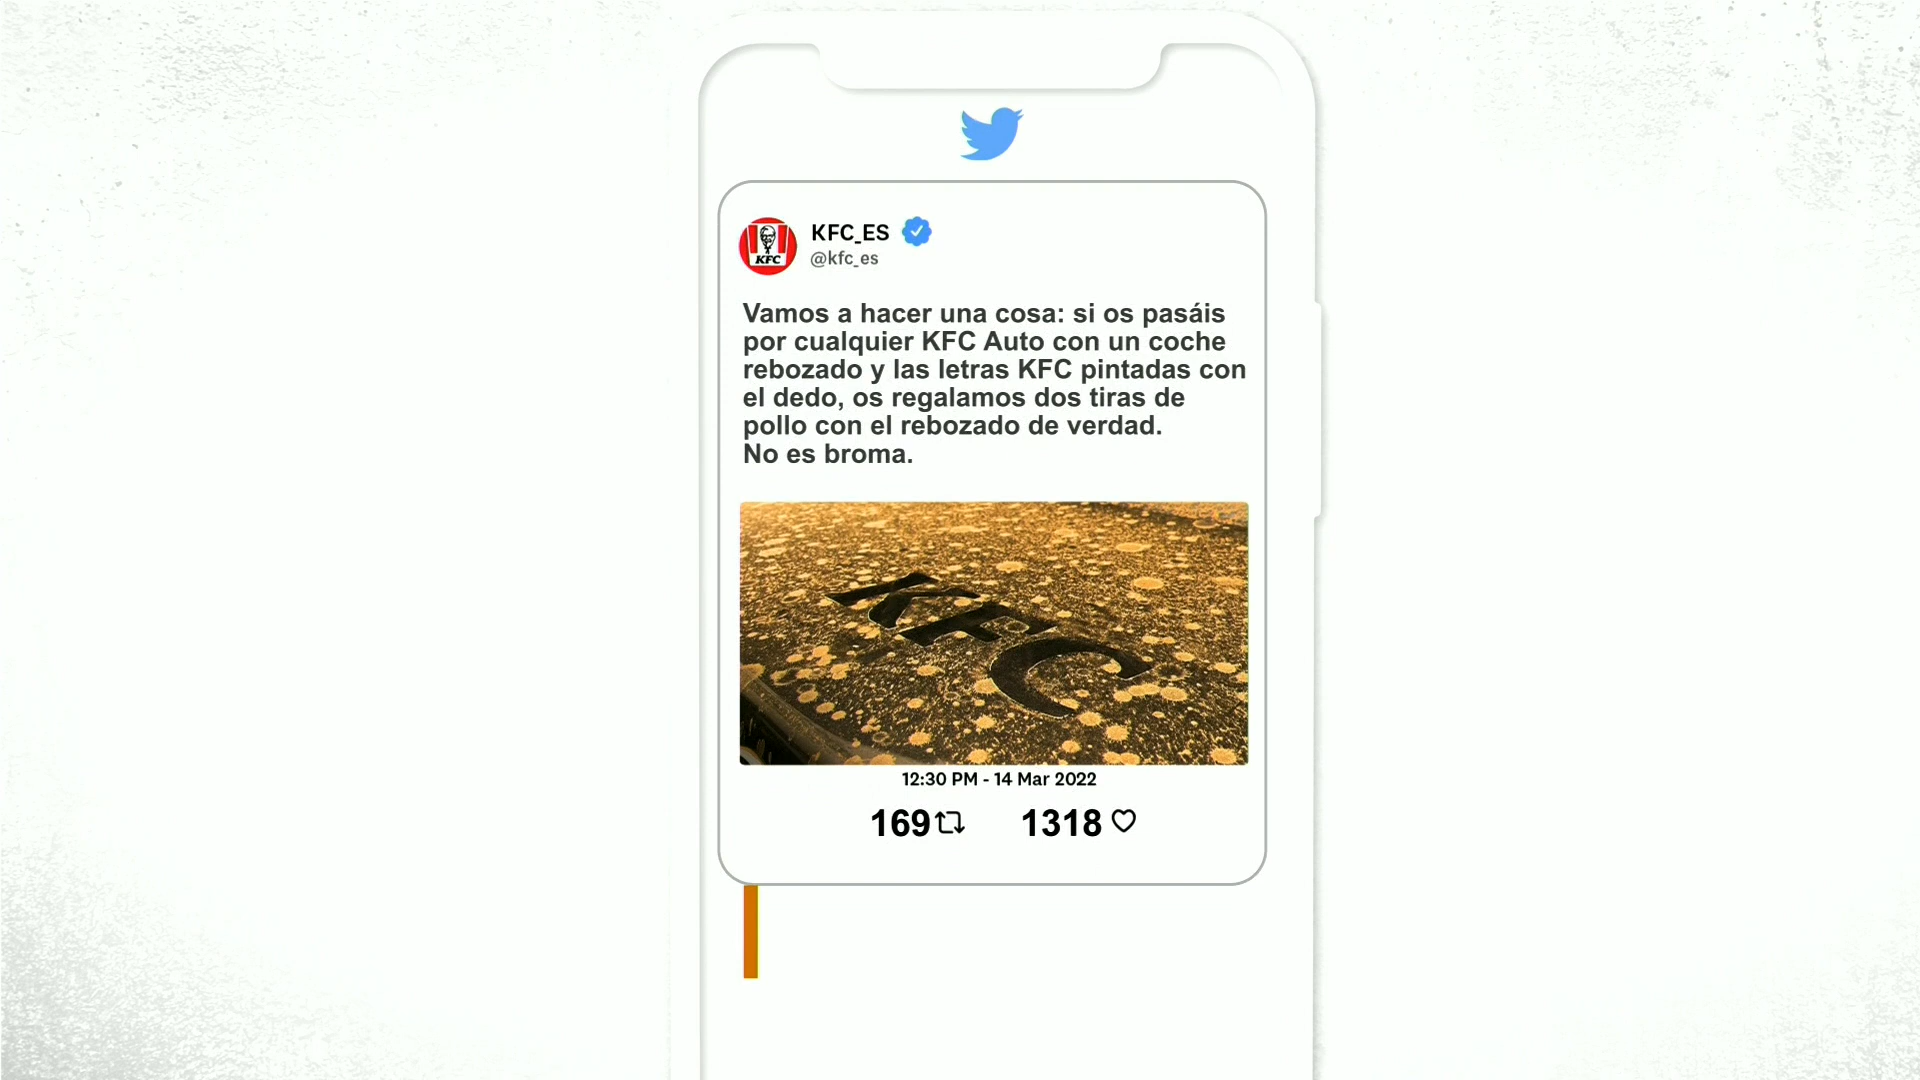 KFC
KFC_ES
@kfc_es
Vamos a hacer una cosa: si os pasáis
por cualquier KFC Auto con un coche
rebozado y las letras KFC pintadas con
el dedo, os regalamos dos tiras de
pollo con el rebozado de verdad.
No es broma.
KFC
12:30 PM - 14 Mar 2022
169
1318